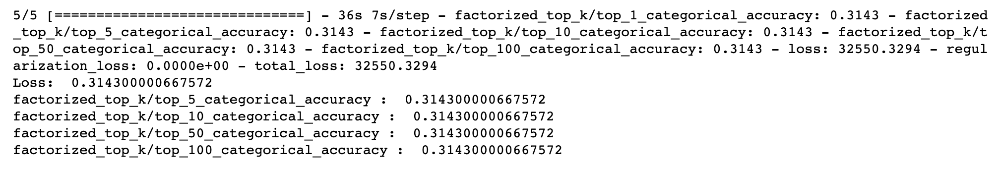 5/5 [==============================] - 36s 7s/step - factorized_top_k/top_1_categorical_accuracy: 0.3143 - factorized
_top_k/top_5_categorical_accuracy: 0.3143 - factorized_top_k/top_10_categorical_accuracy: 0.3143 - factorized_top_k/t
op_50_categorical_accuracy: 0.3143 - factorized_top_k/top_100_categorical_accuracy: 0.3143 - loss: 32550.3294 - regul
arization_loss: 0.0000e+00 - total_loss: 32550.3294
Loss:  0.314300000667572
factorized_top_k/top_5_categorical_accuracy :  0.314300000667572
factorized_top_k/top_10_categorical_accuracy :  0.314300000667572
factorized_top_k/top_50_categorical_accuracy :  0.314300000667572
factorized_top_k/top_100_categorical_accuracy :  0.314300000667572